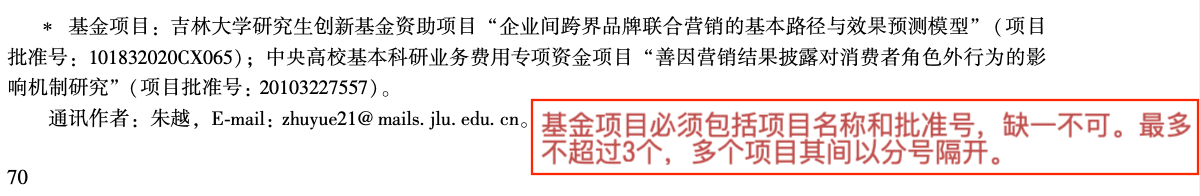 * 基金项目：吉林大学研究生创新基金资助项目“企业间跨界品牌联合营销的基本路径与效果预测模型”（项目
批准号：101832020CX065）；中央高校基本科研业务费用专项资金项目“善因营销结果披露对消费者角色外行为的影
响机制研究”（项目批准号：20103227557）。
通讯作者：朱越，E-mail：zhuyue21@mails.jlu.edu.cn。
基金项目必须包括项目名称和批准号，缺一不可。最多
不超过3个，多个项目其间以分号隔开。
70